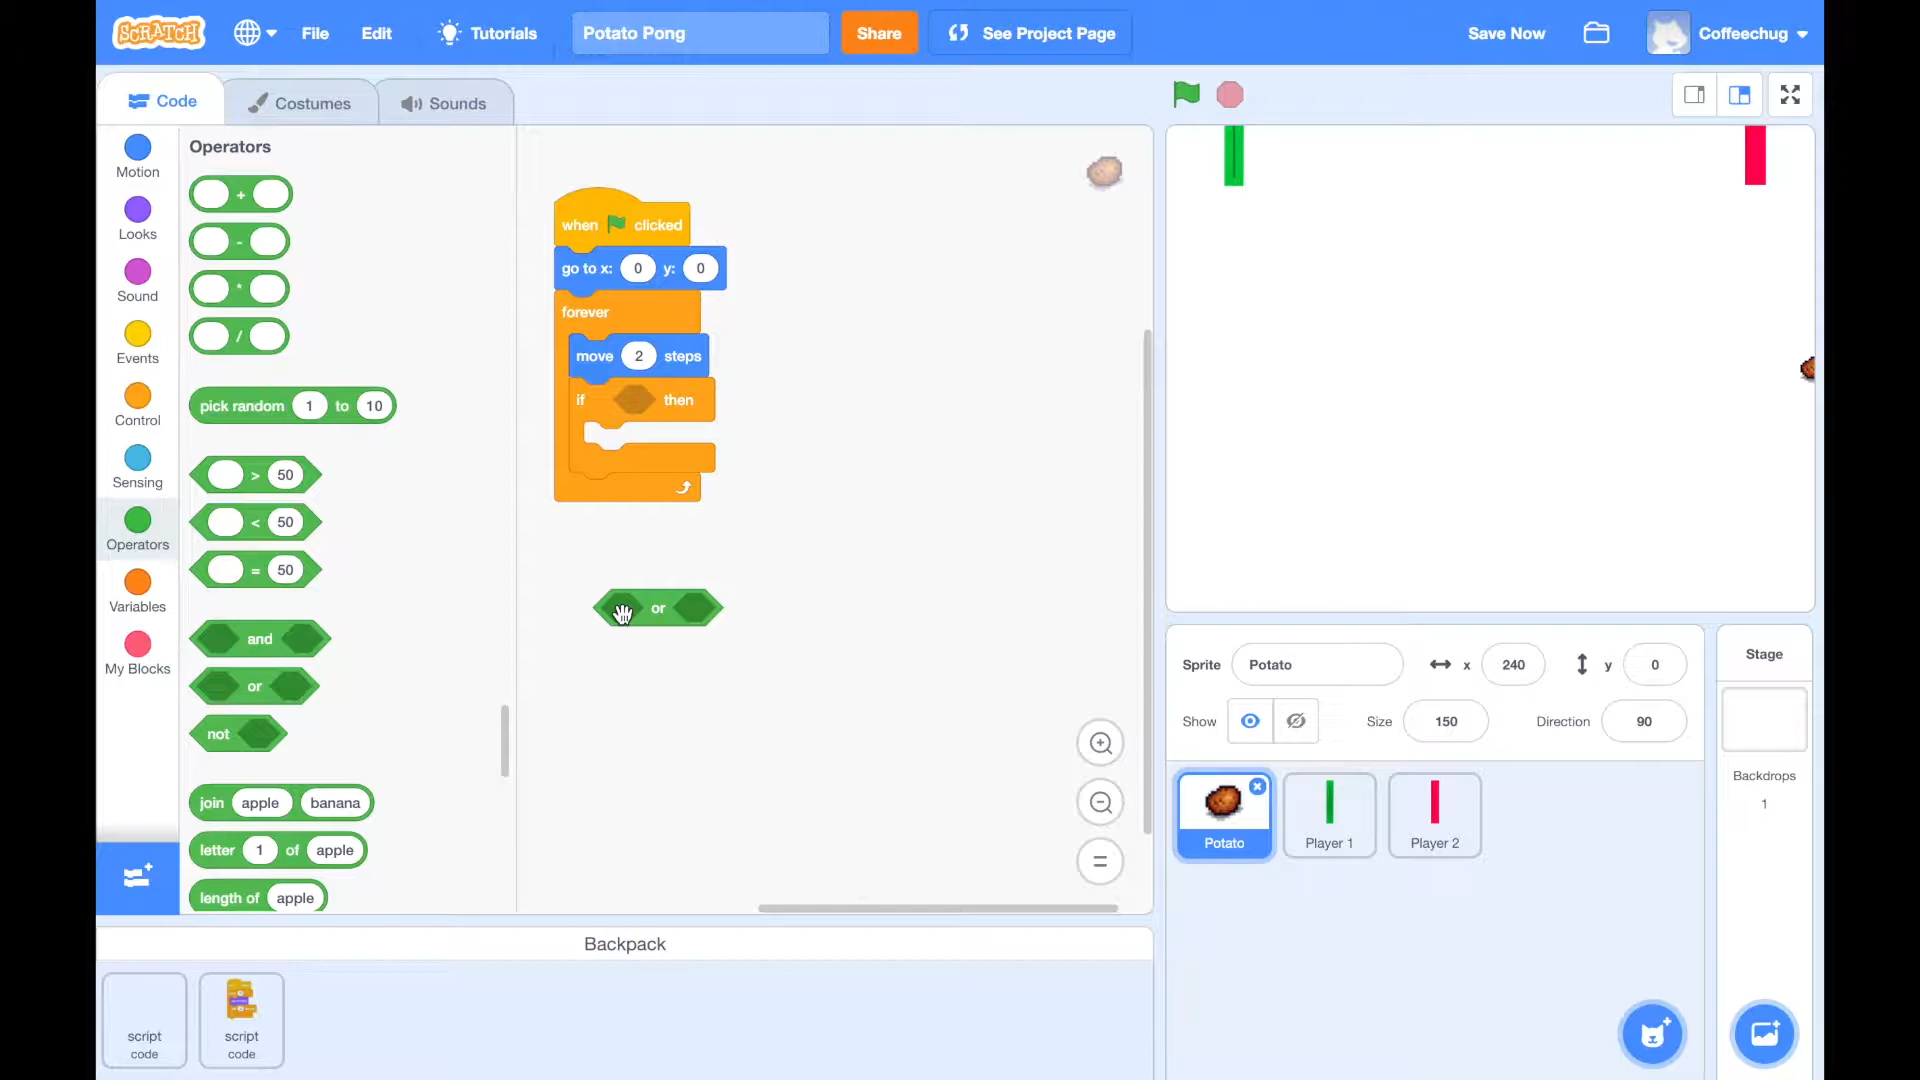 SCRATCH
File
Edit
Tutorials
Potato Pong
Share
See Project Page
Save Now
Coffeechug
Code
Costumes
Sounds
Motion
Looks
Sound
Events
Control
Sensing
Operators
Variables
My Blocks
Operators
+
-
*
/
pick random 1 to 10
> 50
< 50
= 50
and
or
not
join apple banana
letter 1 of apple
length of apple
when clicked
go to x: 0 y: 0
forever
move 2 steps
if then
or
Sprite Potato x 240 y 0
Show Size 150 Direction 90
Potato
Player 1
Player 2
Stage
Backdrops
1
Backpack
script
code
script
code